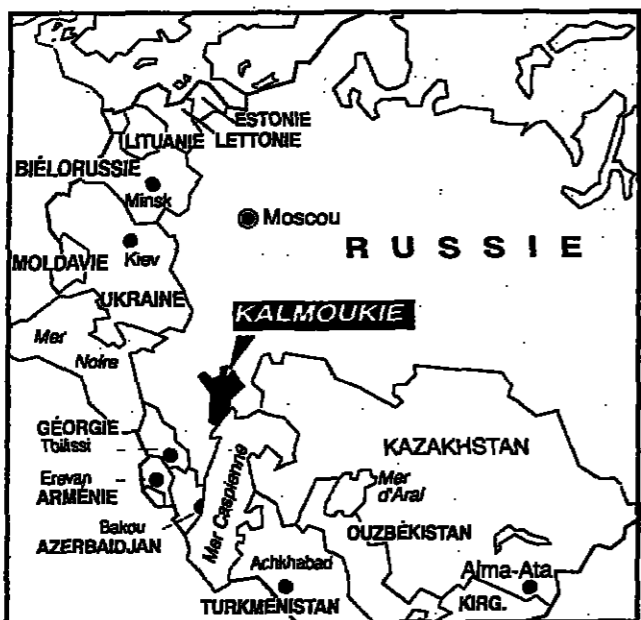 ESTONIE
LITUANIE LETTONIE
BIÉLORUSSIE
Minsk
Moscou
RUSSIE
MOLDAVIE
Kiev
UKRAINE
KALMOUKIE
Mer
Noire
GÉORGIE
Tbilissi
KAZAKHSTAN
Erevan
ARMÉNIE
Mer
d'Aral
Mer Caspienne
Bakou
OUZBÉKISTAN
AZERBAIDJAN
Achkhabad
Alma-Ata
TURKMÉNISTAN
KIRG.